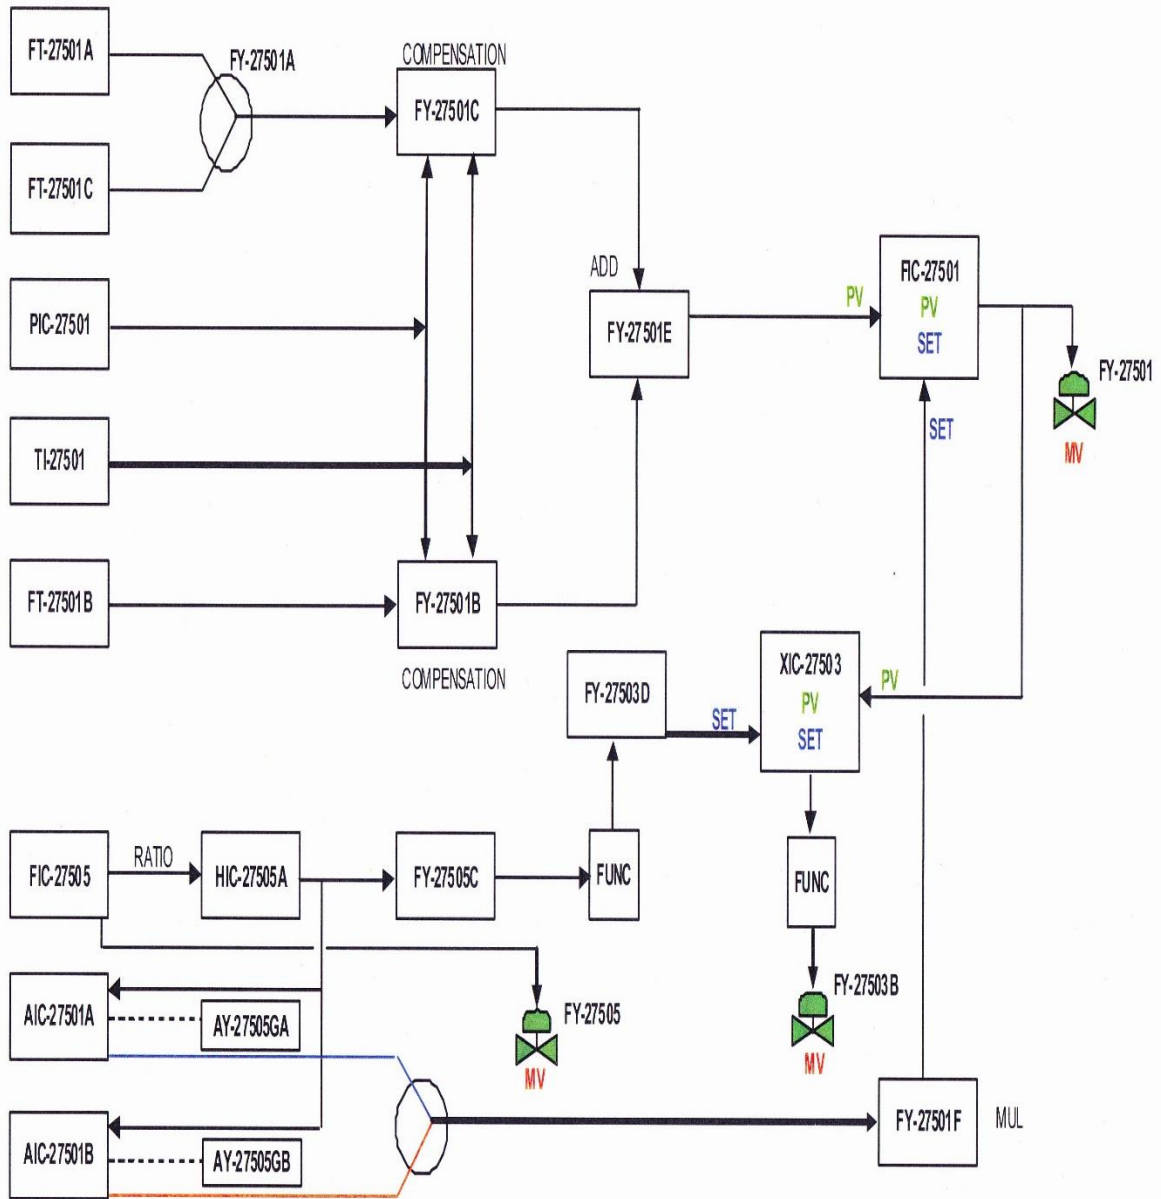 FT-27501A
FY-27501A
COMPENSATION
FY-27501C
FT-27501C
PIC-27501
ADD
FY-27501E
PV
FIC-27501
PV
SET
FY-27501
MV
SET
TI-27501
FT-27501B
FY-27501B
COMPENSATION
FY-27503D
SET
XIC-27503
PV
SET
PV
FIC-27505
RATIO
HIC-27505A
FY-27505C
FUNC
FUNC
AIC-27501A
AY-27505GA
FY-27505
MV
FY-27503B
MV
AIC-27501B
AY-27505GB
FY-27501F
MUL